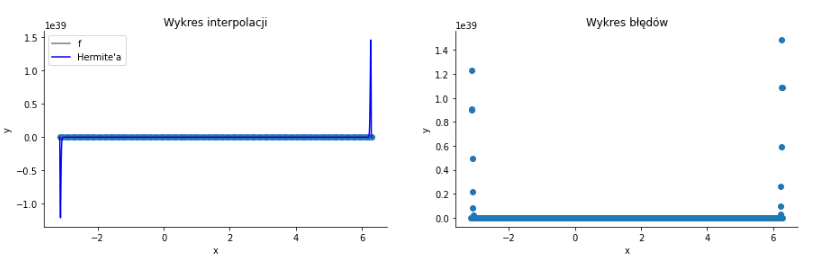 Wykres interpolacji
1e39
f
Hermite'a
1.5
1.0
0.5
0.0
−0.5
−1.0
y
−2
0
2
4
6
x
Wykres błędów
1e39
1.4
1.2
1.0
0.8
0.6
0.4
0.2
0.0
y
−2
0
2
4
6
x